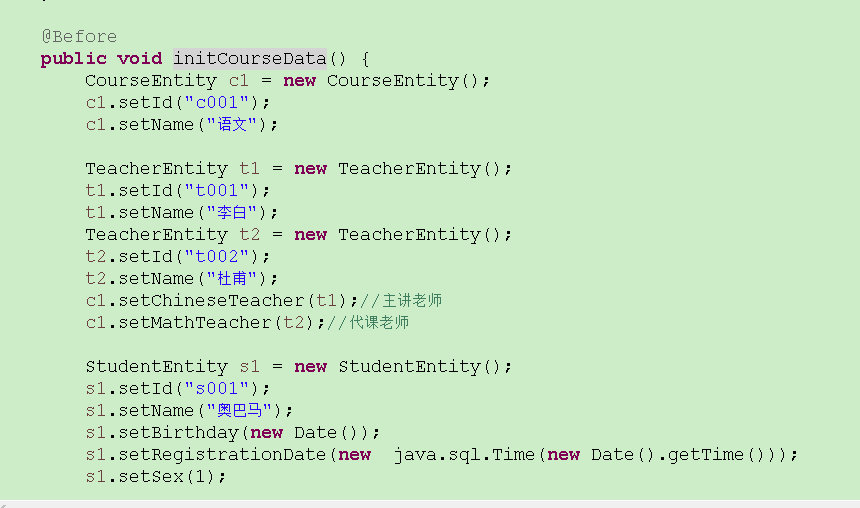 @Before
public void initCourseData() {
CourseEntity c1 = new CourseEntity();
c1.setId("c001");
c1.setName("语文");
TeacherEntity t1 = new TeacherEntity();
t1.setId("t001");
t1.setName("李白");
TeacherEntity t2 = new TeacherEntity();
t2.setId("t002");
t2.setName("杜甫");
c1.setChineseTeacher(t1);//主讲老师
c1.setMathTeacher(t2);//代课老师
StudentEntity s1 = new StudentEntity();
s1.setId("s001");
s1.setName("奥巴马");
s1.setBirthday(new Date());
s1.setRegistrationDate(new  java.sql.Time(new Date().getTime()));
s1.setSex(1);